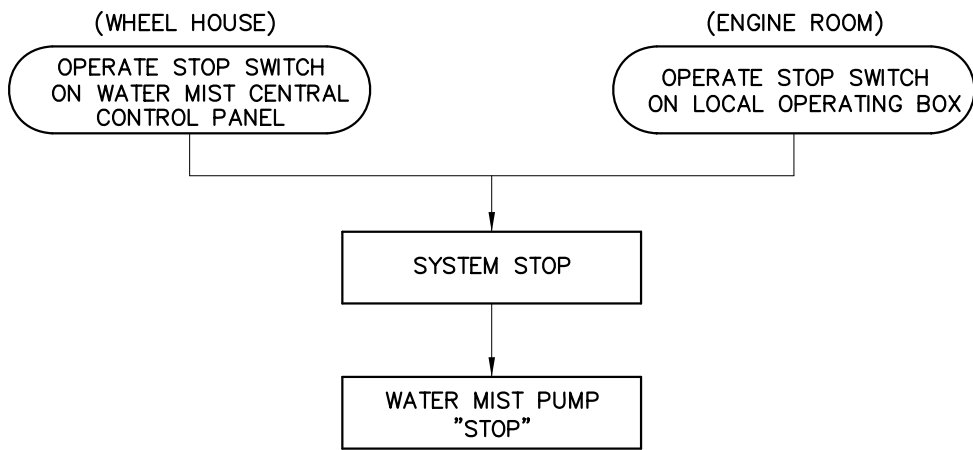 (WHEEL HOUSE)
OPERATE STOP SWITCH
ON WATER MIST CENTRAL
CONTROL PANEL
(ENGINE ROOM)
OPERATE STOP SWITCH
ON LOCAL OPERATING BOX
SYSTEM STOP
WATER MIST PUMP
"STOP"